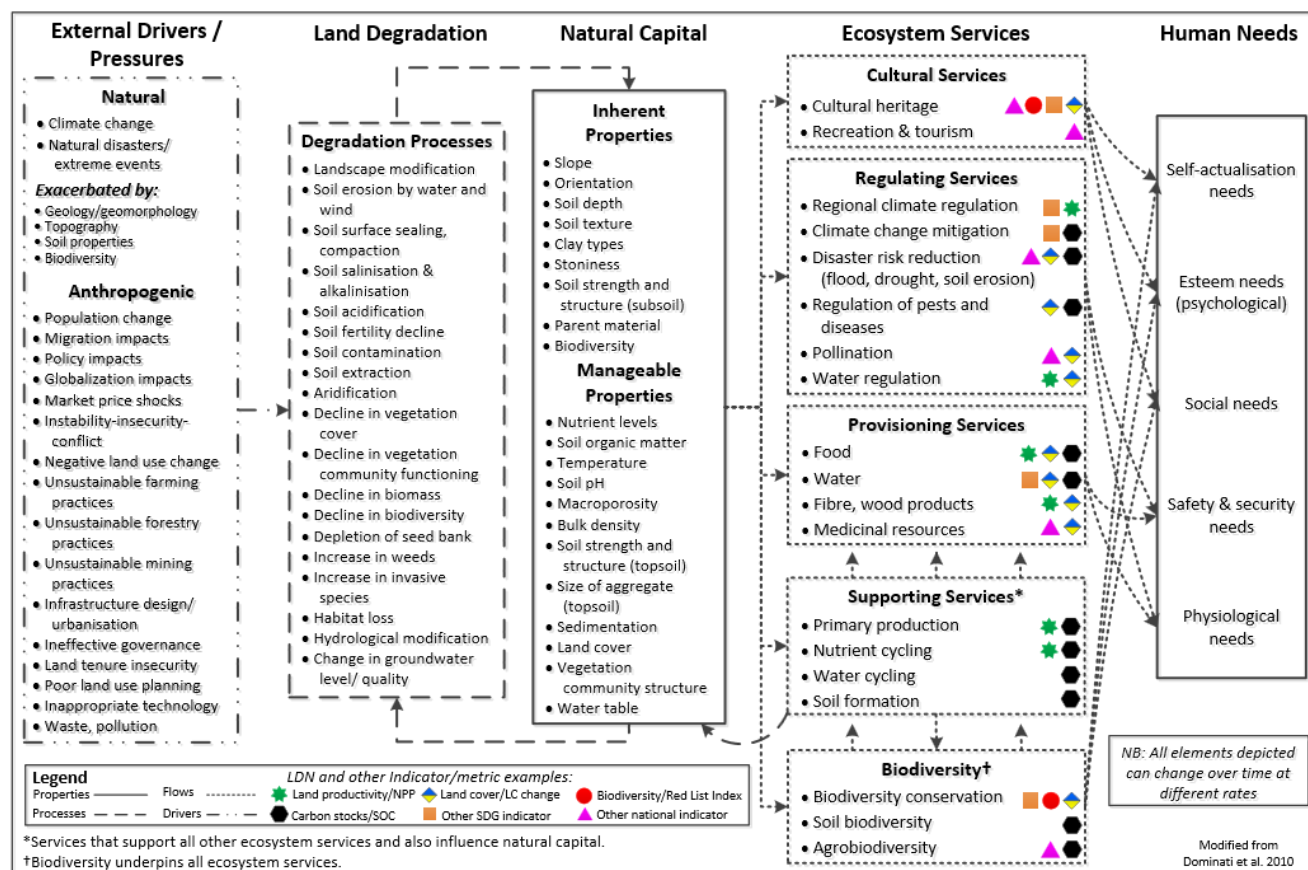 External Drivers /
Pressures
Natural
• Climate change
• Natural disasters/
extreme events
Exacerbated by:
• Geology/geomorphology
• Topography
• Soil properties
• Biodiversity
Anthropogenic
• Population change
• Migration impacts
• Policy impacts
• Globalization impacts
• Market price shocks
• Instability-insecurity-
conflict
• Negative land use change
• Unsustainable farming
practices
• Unsustainable forestry
practices
• Unsustainable mining
practices
• Infrastructure design/
urbanisation
• Ineffective governance
• Land tenure insecurity
• Poor land use planning
• Inappropriate technology
• Waste, pollution
Land Degradation
Degradation Processes
• Landscape modification
• Soil erosion by water and
wind
• Soil surface sealing,
compaction
• Soil salinisation &
alkalinisation
• Soil acidification
• Soil fertility decline
• Soil contamination
• Soil extraction
• Aridification
• Decline in vegetation
cover
• Decline in vegetation
community functioning
• Decline in biomass
• Decline in biodiversity
• Depletion of seed bank
• Increase in weeds
• Increase in invasive
species
• Habitat loss
• Hydrological modification
• Change in groundwater
level/ quality
Natural Capital
Inherent
Properties
• Slope
• Orientation
• Soil depth
• Soil texture
• Clay types
• Stoniness
• Soil strength and
structure (subsoil)
• Parent material
• Biodiversity
Manageable
Properties
• Nutrient levels
• Soil organic matter
• Temperature
• Soil pH
• Macroporosity
• Bulk density
• Soil strength and
structure (topsoil)
• Size of aggregate
(topsoil)
• Sedimentation
• Land cover
• Vegetation
community structure
• Water table
Ecosystem Services
Cultural Services
• Cultural heritage
• Recreation & tourism
Regulating Services
• Regional climate regulation
• Climate change mitigation
• Disaster risk reduction
(flood, drought, soil erosion)
• Regulation of pests and
diseases
• Pollination
• Water regulation
Provisioning Services
• Food
• Water
• Fibre, wood products
• Medicinal resources
Supporting Services*
• Primary production
• Nutrient cycling
• Water cycling
• Soil formation
Biodiversity†
• Biodiversity conservation
• Soil biodiversity
• Agrobiodiversity
Human Needs
Self-actualisation
needs
Esteem needs
(psychological)
Social needs
Safety & security
needs
Physiological
needs
NB: All elements depicted
can change over time at
different rates
Legend
LDN and other Indicator/metric examples:
Properties
Flows
Land productivity/NPP
Land cover/LC change
Biodiversity/Red List Index
Processes
Drivers
Carbon stocks/SOC
Other SDG indicator
Other national indicator
*Services that support all other ecosystem services and also influence natural capital.
†Biodiversity underpins all ecosystem services.
Modified from
Dominati et al. 2010